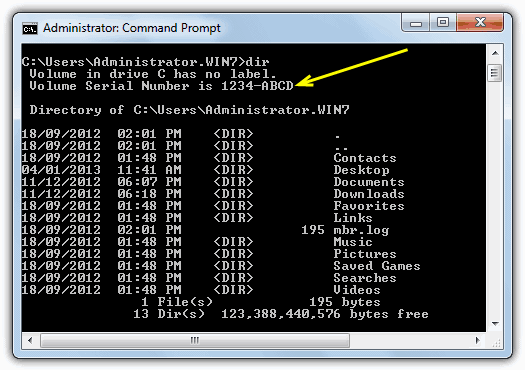 Administrator: Command Prompt
C:\Users\Administrator.WIN7>dir
Volume in drive C has no label.
Volume Serial Number is 1234-ABCD
Directory of C:\Users\Administrator.WIN7
18/09/2012 02:01 PM <DIR> .
18/09/2012 02:01 PM <DIR> ..
18/09/2012 01:48 PM <DIR> Contacts
04/01/2013 11:41 AM <DIR> Desktop
11/12/2012 06:07 PM <DIR> Documents
11/12/2012 06:18 PM <DIR> Downloads
18/09/2012 01:48 PM <DIR> Favorites
18/09/2012 01:48 PM <DIR> Links
18/09/2012 02:01 PM 195 mbr.log
18/09/2012 01:48 PM <DIR> Music
18/09/2012 01:48 PM <DIR> Pictures
18/09/2012 01:48 PM <DIR> Saved Games
18/09/2012 01:48 PM <DIR> Searches
18/09/2012 01:48 PM <DIR> Videos
1 File(s) 195 bytes
13 Dir(s) 123,388,440,576 bytes free